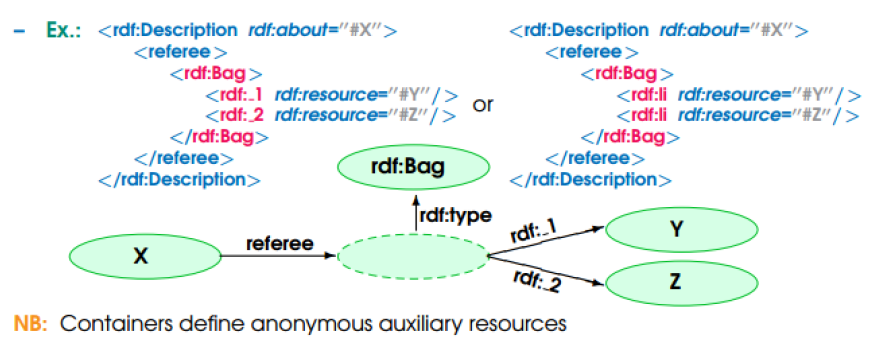 – Ex.: <rdf:Description rdf:about="#X">
<referee>
<rdf:Bag>
<rdf:_1 rdf:resource="#Y"/>
<rdf:_2 rdf:resource="#Z"/>
</rdf:Bag>
</referee>
</rdf:Description>
or
<rdf:Description rdf:about="#X">
<referee>
<rdf:Bag>
<rdf:li rdf:resource="#Y"/>
<rdf:li rdf:resource="#Z"/>
</rdf:Bag>
</referee>
</rdf:Description>
rdf:Bag
rdf:type
X
referee
rdf:_1
Y
rdf:_2
Z
NB: Containers define anonymous auxiliary resources